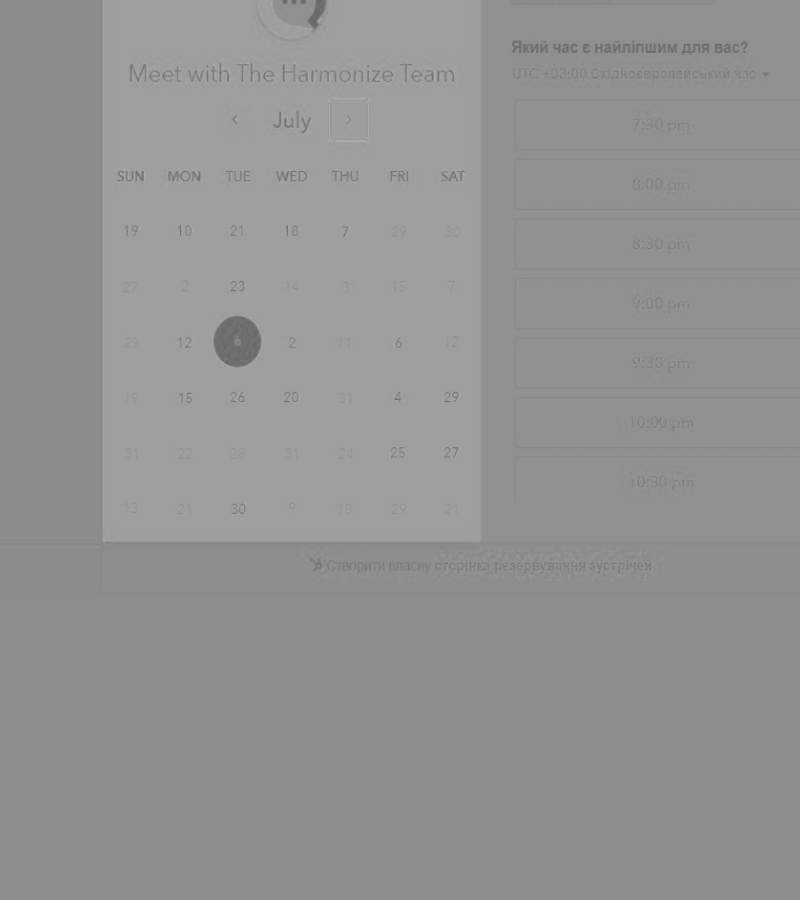 Meet with The Harmonize Team
July
SUN MON TUE WED THU FRI SAT
19 10 21 18 7 29 30
27 2 23 14 3 15 7
29 12 6 2 11 6 12
19 15 26 20 31 4 29
31 22 28 31 24 25 27
13 21 30 9 18 29 21
Який час є найліпшим для вас?
UTC +03:00 Східноєвропейський час
7:30 pm
8:00 pm
8:30 pm
9:00 pm
9:30 pm
10:00 pm
10:30 pm
Створити власну сторінку резервування зустрічей